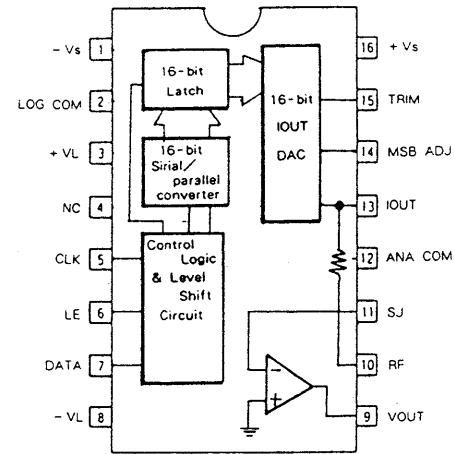 - Vs 1
LOG COM 2
+ VL 3
NC 4
CLK 5
LE 6
DATA 7
- VL 8
16-bit
Latch
16-bit
Sirial/
parallel
converter
Control
Logic
& Level
Shift
Circuit
16-bit
IOUT
DAC
-
+
16 + Vs
15 TRIM
14 MSB ADJ
13 IOUT
12 ANA COM
11 SJ
10 RF
9 VOUT